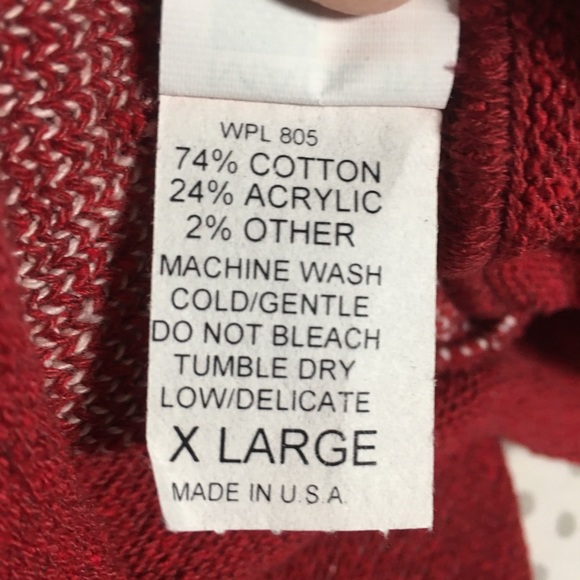 WPL 805
74% COTTON
24% ACRYLIC
2% OTHER
MACHINE WASH
COLD/GENTLE
DO NOT BLEACH
TUMBLE DRY
LOW/DELICATE
X LARGE
MADE IN U.S.A